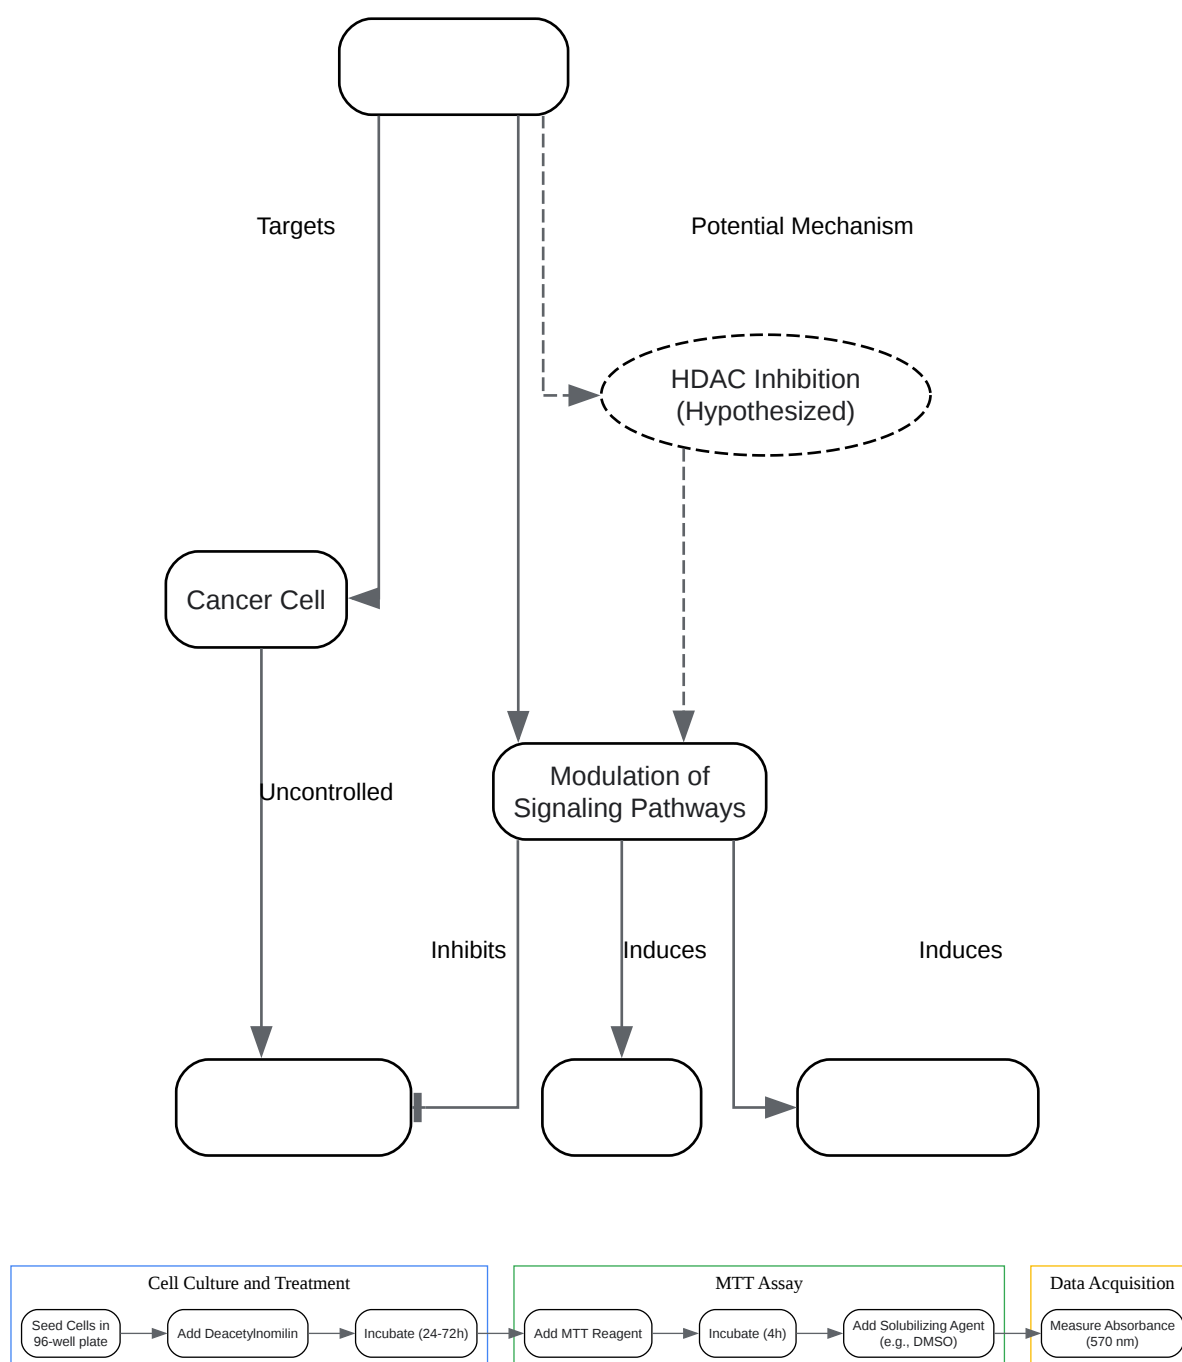 Targets
Potential Mechanism
HDAC Inhibition
(Hypothesized)
Cancer Cell
Modulation of
Signaling Pathways
Uncontrolled
Inhibits
Induces
Induces
Cell Culture and Treatment
Seed Cells in
96-well plate
Add Deacetylnomilin
Incubate (24-72h)
MTT Assay
Add MTT Reagent
Incubate (4h)
Add Solubilizing Agent
(e.g., DMSO)
Data Acquisition
Measure Absorbance
(570 nm)